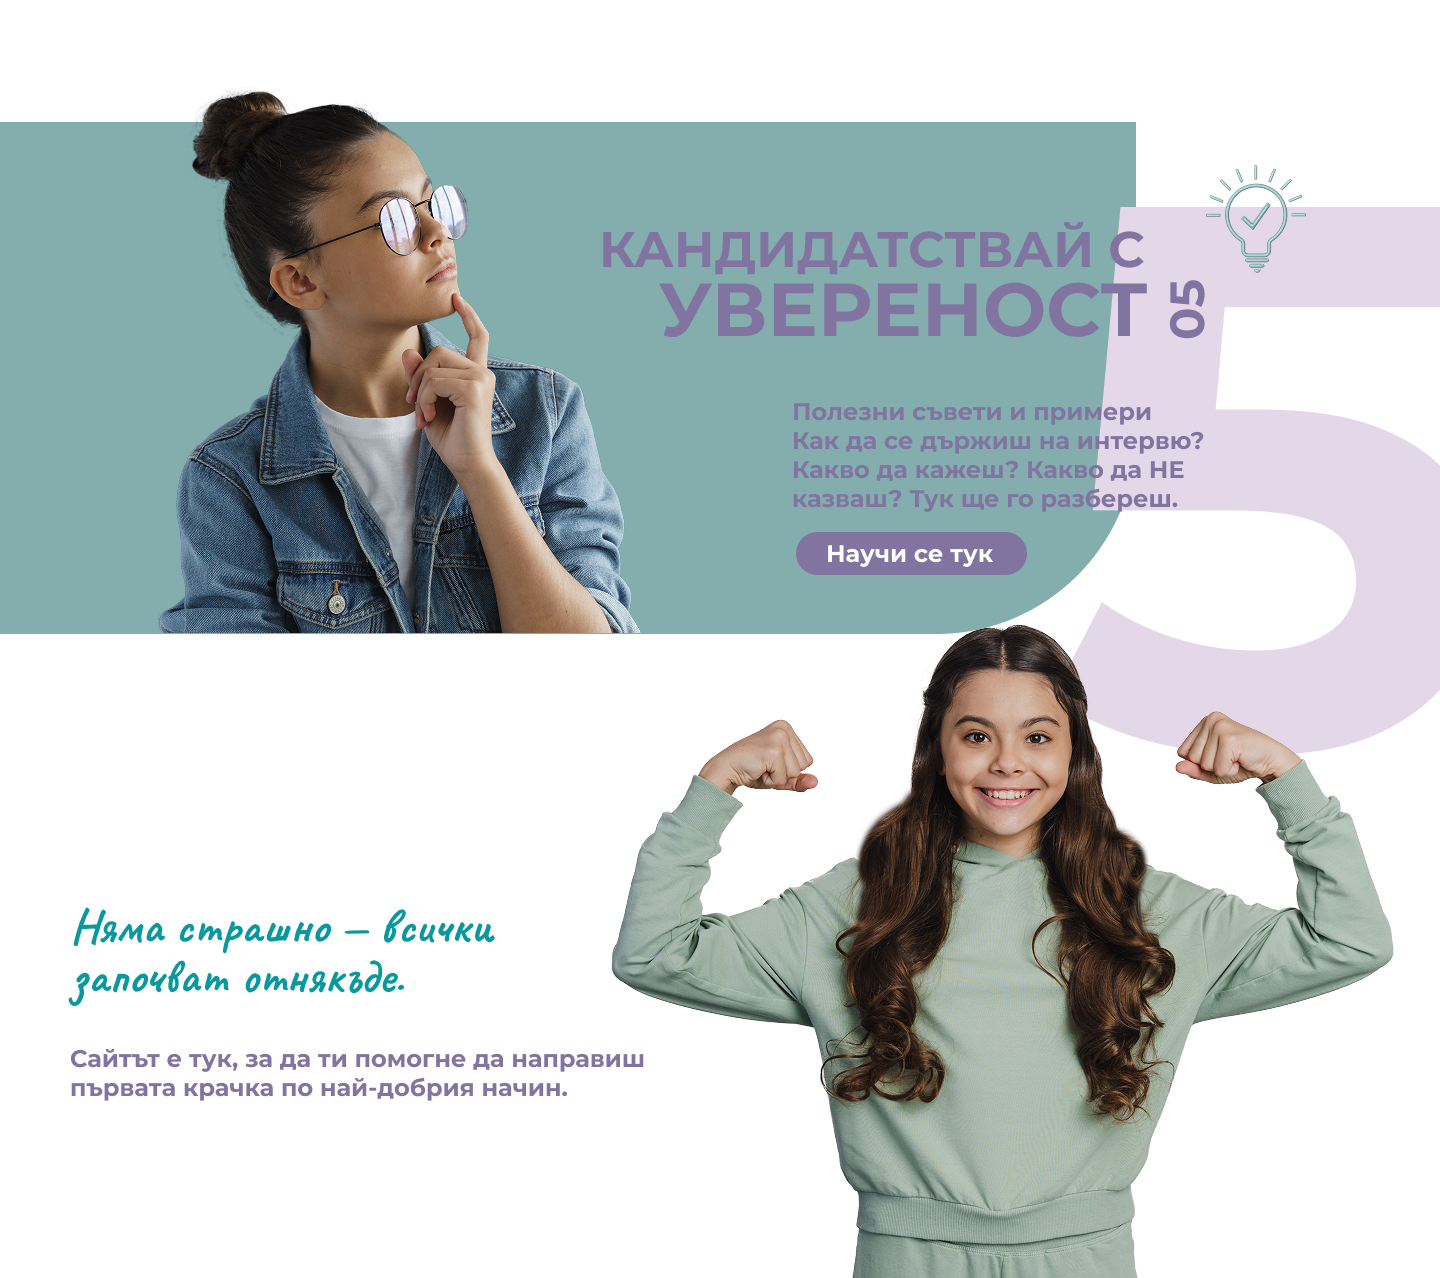 КАНДИДАТСТВАЙ С
УВЕРЕНОСТ
05
5
Полезни съвети и примери
Как да се държиш на интервю?
Какво да кажеш? Какво да НЕ
казваш? Тук ще го разбереш.
Научи се тук
Няма страшно – всички
започват отнякъде.
Сайтът е тук, за да ти помогне да направиш
първата крачка по най-добрия начин.